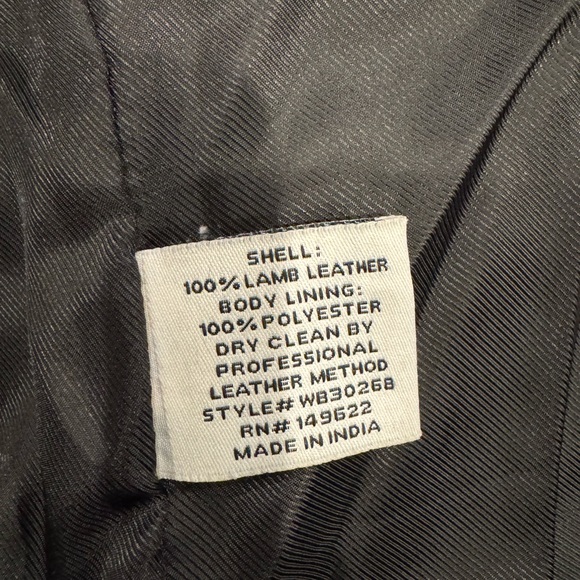 SHELL:
100% LAMB LEATHER
BODY LINING:
100% POLYESTER
DRY CLEAN BY
PROFESSIONAL
LEATHER METHOD
STYLE# WB30268
RN# 149622
MADE IN INDIA